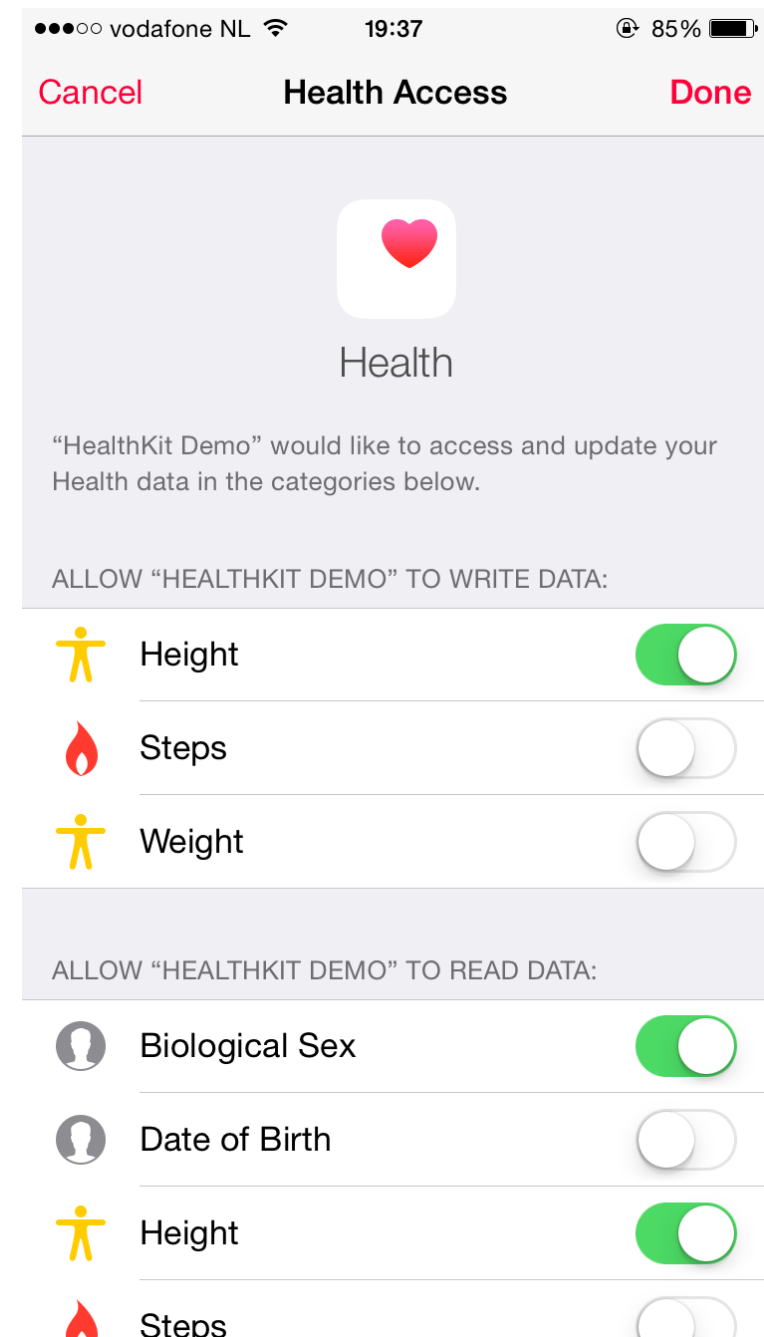 vodafone NL 19:37 85%
Cancel Health Access Done
Health
“HealthKit Demo” would like to access and update your
Health data in the categories below.
ALLOW “HEALTHKIT DEMO” TO WRITE DATA:
Height
Steps
Weight
ALLOW “HEALTHKIT DEMO” TO READ DATA:
Biological Sex
Date of Birth
Height
Steps